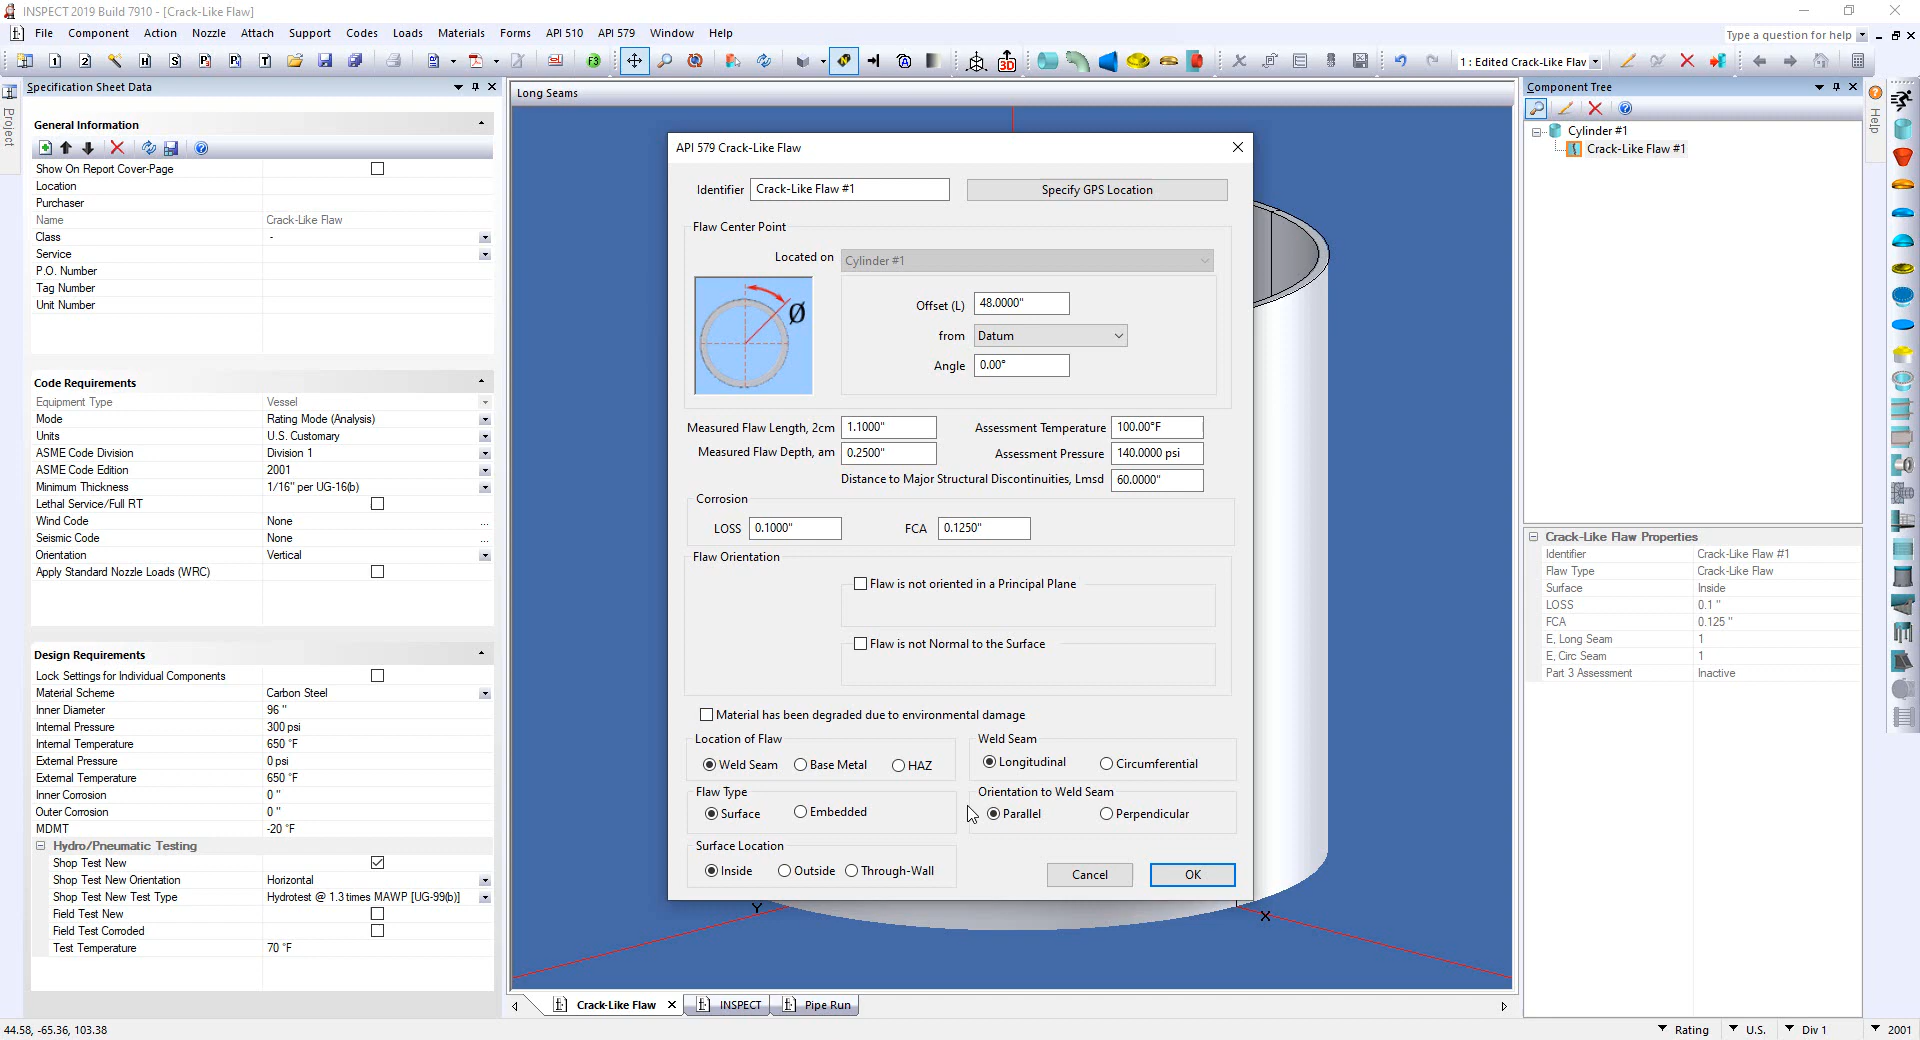 INSPECT 2019 Build 7910 - [Crack-Like Flaw]
File Component Action Nozzle Attach Support Codes Loads Materials Forms API 510 API 579 Window Help
Type a question for help
1 : Edited Crack-Like Flav
Specification Sheet Data
Project
General Information
Show On Report Cover-Page
Location
Purchaser
Name Crack-Like Flaw
Class -
Service
P.O. Number
Tag Number
Unit Number
Code Requirements
Equipment Type Vessel
Mode Rating Mode (Analysis)
Units U.S. Customary
ASME Code Division Division 1
ASME Code Edition 2001
Minimum Thickness 1/16" per UG-16(b)
Lethal Service/Full RT
Wind Code None ...
Seismic Code None ...
Orientation Vertical
Apply Standard Nozzle Loads (WRC)
Design Requirements
Lock Settings for Individual Components
Material Scheme Carbon Steel
Inner Diameter 96 "
Internal Pressure 300 psi
Internal Temperature 650 °F
External Pressure 0 psi
External Temperature 650 °F
Inner Corrosion 0 "
Outer Corrosion 0 "
MDMT -20 °F
Hydro/Pneumatic Testing
Shop Test New
Shop Test New Orientation Horizontal
Shop Test New Test Type Hydrotest @ 1.3 times MAWP [UG-99(b)]
Field Test New
Field Test Corroded
Test Temperature 70 °F
Long Seams
API 579 Crack-Like Flaw
Identifier Crack-Like Flaw #1 Specify GPS Location
Flaw Center Point
Located on Cylinder #1
Ø
Offset (L) 48.0000"
from Datum
Angle 0.00°
Measured Flaw Length, 2cm 1.1000" Assessment Temperature 100.00°F
Measured Flaw Depth, am 0.2500" Assessment Pressure 140.0000 psi
Distance to Major Structural Discontinuities, Lmsd 60.0000"
Corrosion
LOSS 0.1000" FCA 0.1250"
Flaw Orientation
Flaw is not oriented in a Principal Plane
Flaw is not Normal to the Surface
Material has been degraded due to environmental damage
Location of Flaw Weld Seam
Weld Seam Base Metal HAZ Longitudinal Circumferential
Flaw Type Orientation to Weld Seam
Surface Embedded Parallel Perpendicular
Surface Location
Inside Outside Through-Wall Cancel OK
Y X
Crack-Like Flaw INSPECT Pipe Run
Component Tree
Help
Cylinder #1
Crack-Like Flaw #1
Crack-Like Flaw Properties
Identifier Crack-Like Flaw #1
Flaw Type Crack-Like Flaw
Surface Inside
LOSS 0.1 "
FCA 0.125 "
E, Long Seam 1
E, Circ Seam 1
Part 3 Assessment Inactive
44.58, -65.36, 103.38
Rating U.S. Div 1 2001